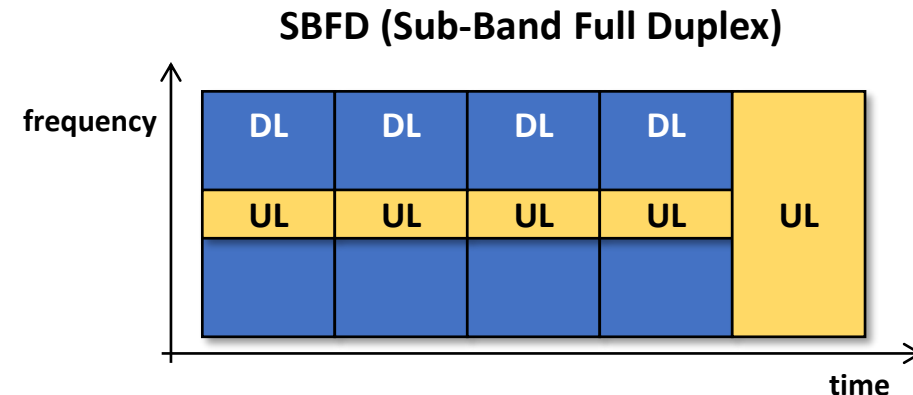 SBFD (Sub-Band Full Duplex)
frequency
DL DL DL DL
UL UL UL UL UL
time